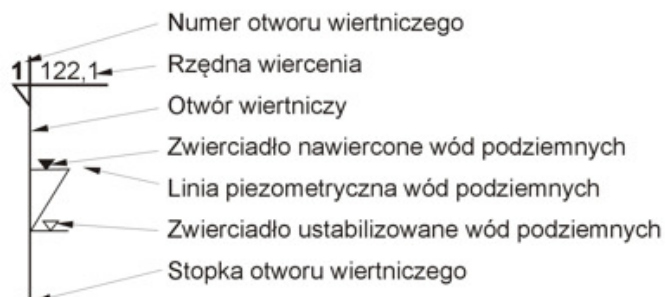 Numer otworu wiertniczego
1 122,1
Rzędna wiercenia
Otwór wiertniczy
Zwierciadło nawiercone wód podziemnych
Linia piezometryczna wód podziemnych
Zwierciadło ustabilizowane wód podziemnych
Stopka otworu wiertniczego